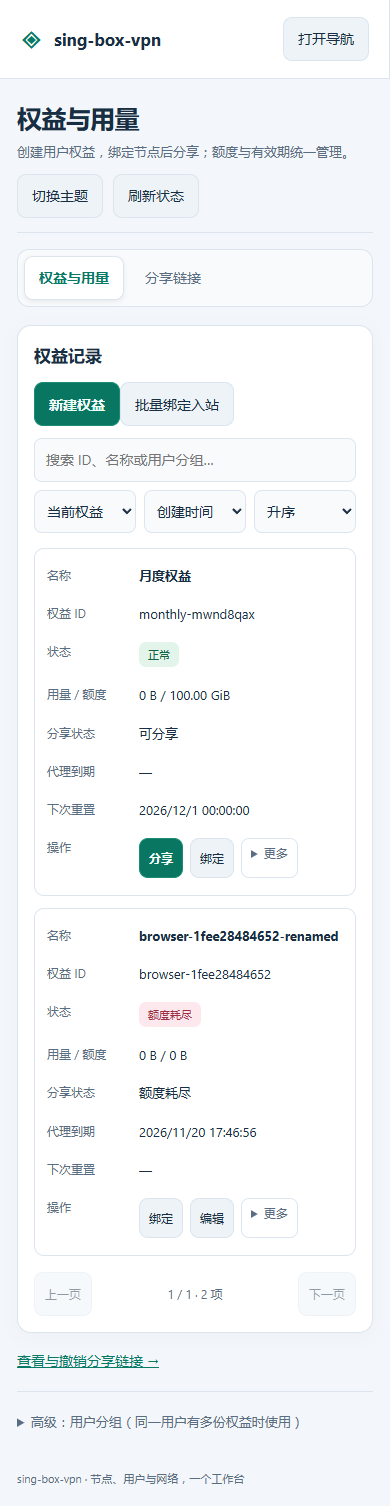 sing-box-vpn
打开导航
权益与用量
创建用户权益，绑定节点后分享；额度与有效期统一管理。
切换主题
刷新状态
权益与用量
分享链接
权益记录
新建权益
批量绑定入站
搜索 ID、名称或用户分组...
当前权益
创建时间
升序
名称 月度权益
权益 ID monthly-mwnd8qax
状态 正常
用量 / 额度 0 B / 100.00 GiB
分享状态 可分享
代理到期 —
下次重置 2026/12/1 00:00:00
操作 分享 绑定 ▶ 更多
名称 browser-1fee28484652-renamed
权益 ID browser-1fee28484652
状态 额度耗尽
用量 / 额度 0 B / 0 B
分享状态 额度耗尽
代理到期 2026/11/20 17:46:56
下次重置 —
操作 绑定 编辑 ▶ 更多
上一页 1 / 1 · 2 项 下一页
查看与撤销分享链接 →
▶ 高级：用户分组（同一用户有多份权益时使用）
sing-box-vpn · 节点、用户与网络，一个工作台